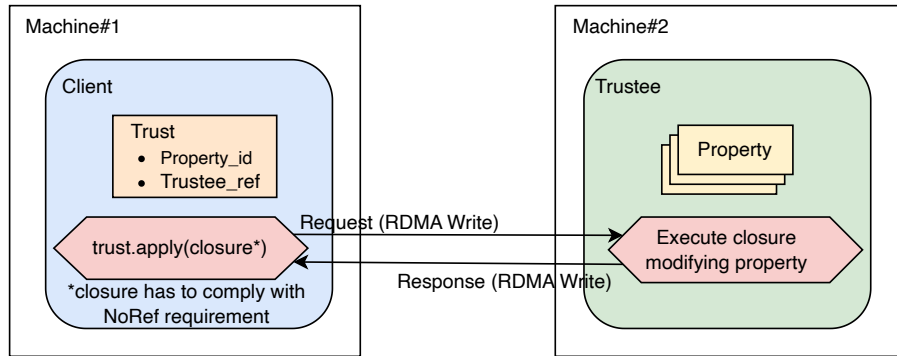 Machine#1
Client
Trust
• Property_id
• Trustee_ref
trust.apply(closure*)
*closure has to comply with
NoRef requirement
Request (RDMA Write)
Response (RDMA Write)
Machine#2
Trustee
Property
Execute closure
modifying property